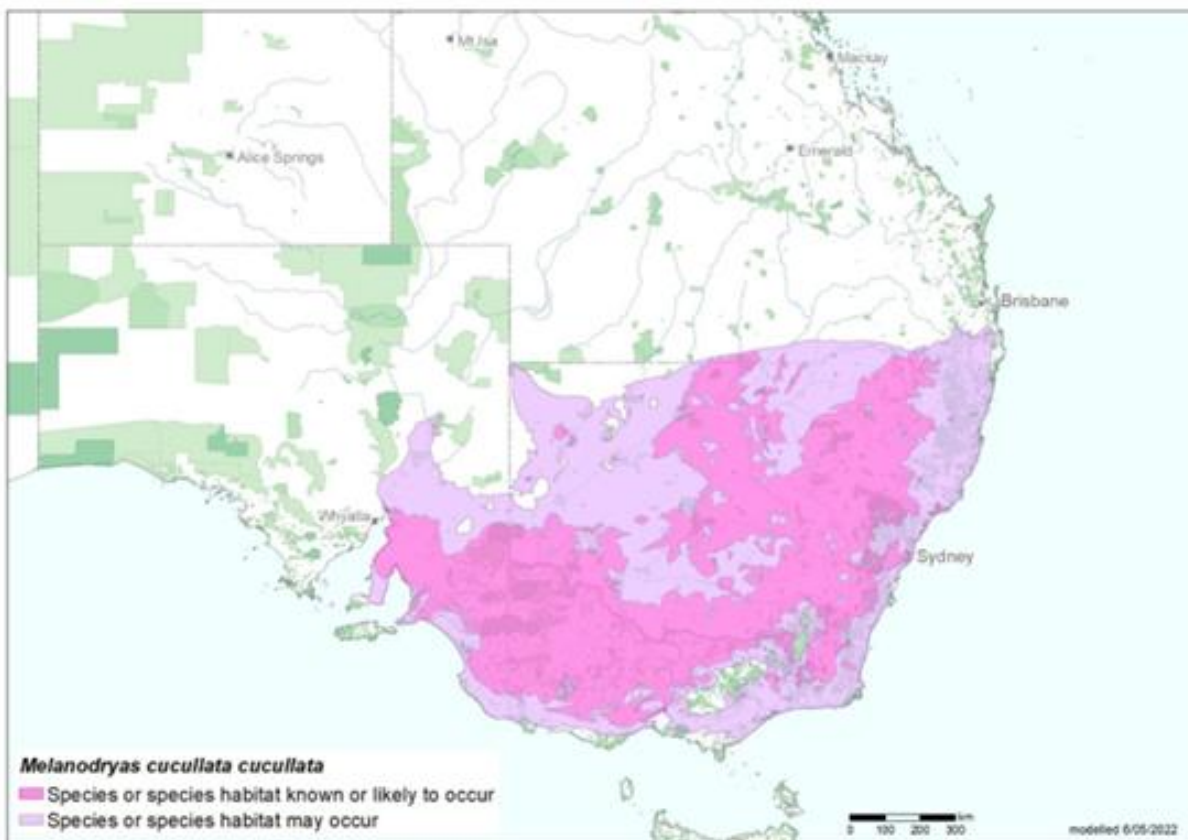 Mt Isa
Mackay
Alice Springs
Emerald
Brisbane
Whyalla
Sydney
Melanodryas cucullata cucullata
Species or species habitat known or likely to occur
Species or species habitat may occur
km
0 100 200 300
modelled 6/05/2022